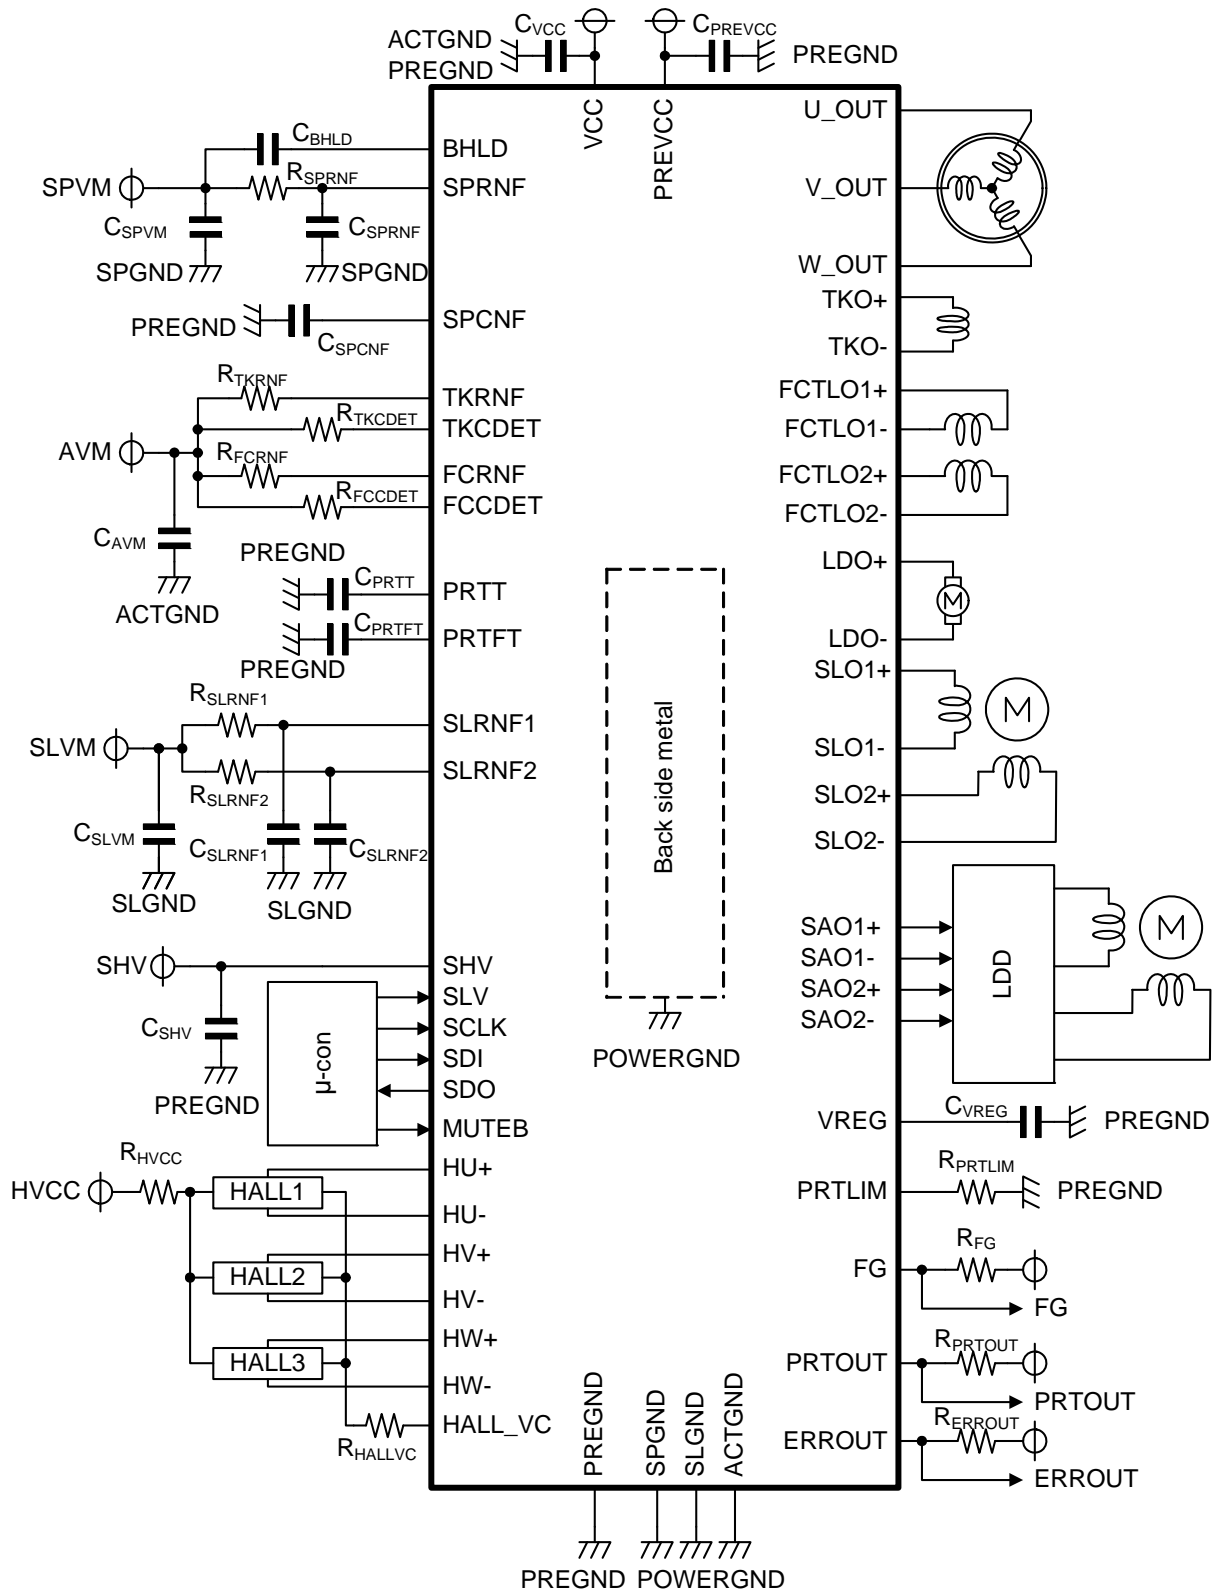 ACTGND
PREGND
CVCC
CPREVCC
PREGND
VCC
PREVCC
CBHLD
BHLD
SPVM
RSPRNF
SPRNF
CSPVM
CSPRNF
SPGND
SPGND
PREGND
CSPCNF
SPCNF
RTKRNF
TKRNF
RTKCDET
TKCDET
AVM
RFCRNF
FCRNF
RFCCDET
FCCDET
CAVM
ACTGND
PREGND
CPRTT
PRTT
CPRTFT
PRTFT
PREGND
RSLRNF1
SLRNF1
SLVM
SLRNF2
RSLRNF2
CSLVM
CSLRNF1
CSLRNF2
SLGND
SLGND
SHV
SHV
CSHV
PREGND
µ-con
SLV
SCLK
SDI
SDO
MUTEB
HVCC
RHVCC
HALL1
HU+
HU-
HALL2
HV+
HV-
HALL3
HW+
HW-
RHALLVC
HALL_VC
Back side metal
POWERGND
U_OUT
V_OUT
W_OUT
TKO+
TKO-
FCTLO1+
FCTLO1-
FCTLO2+
FCTLO2-
LDO+
M
LDO-
SLO1+
M
SLO1-
SLO2+
SLO2-
SAO1+
SAO1-
SAO2+
SAO2-
LDD
M
VREG
CVREG
PREGND
PRTLIM
RPRTLIM
PREGND
FG
RFG
FG
PRTOUT
RPRTOUT
PRTOUT
ERROUT
RERROUT
ERROUT
PREGND
SPGND
SLGND
ACTGND
PREGND
POWERGND